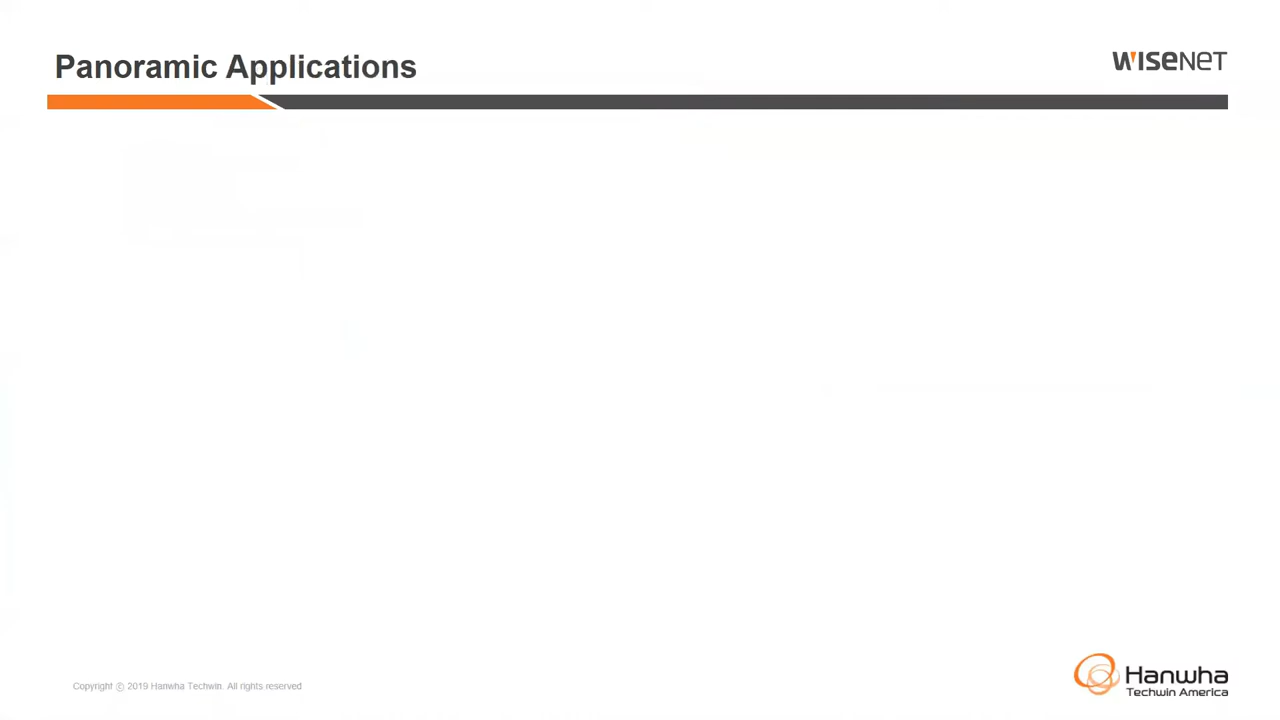 Panoramic Applications
WISENET
Copyright ⓒ 2019 Hanwha Techwin. All rights reserved
Hanwha
Techwin America